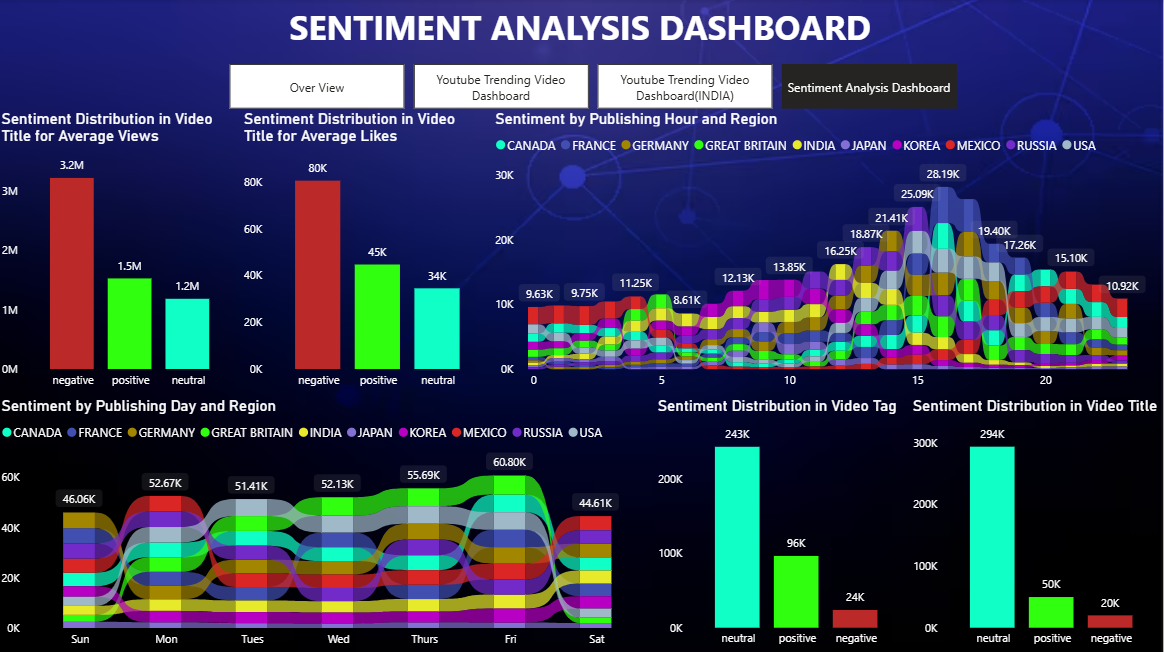 SENTIMENT ANALYSIS DASHBOARD
Over View
Youtube Trending Video
Dashboard
Youtube Trending Video
Dashboard(INDIA)
Sentiment Analysis Dashboard
Sentiment Distribution in Video
Title for Average Views
3.2M
3M
1.5M
2M
1.2M
1M
0M
negative positive neutral
Sentiment Distribution in Video
Title for Average Likes
80K
80K
60K
45K
40K
34K
20K
0K
negative positive neutral
Sentiment by Publishing Hour and Region
CANADA FRANCE GERMANY GREAT BRITAIN INDIA JAPAN KOREA MEXICO RUSSIA USA
30K
28.19K
25.09K
21.41K
20K
18.87K
19.40K
17.26K
16.25K
15.10K
13.85K
12.13K
11.25K
10.92K
9.63K
9.75K
8.61K
10K
0K
0 5 10 15 20
Sentiment by Publishing Day and Region
CANADA FRANCE GERMANY GREAT BRITAIN INDIA JAPAN KOREA MEXICO RUSSIA USA
60K
46.06K
52.67K
51.41K
52.13K
55.69K
60.80K
44.61K
40K
20K
0K
Sun Mon Tues Wed Thurs Fri Sat
Sentiment Distribution in Video Tag
243K
200K
96K
100K
24K
0K
neutral positive negative
Sentiment Distribution in Video Title
294K
300K
200K
100K
50K
20K
0K
neutral positive negative